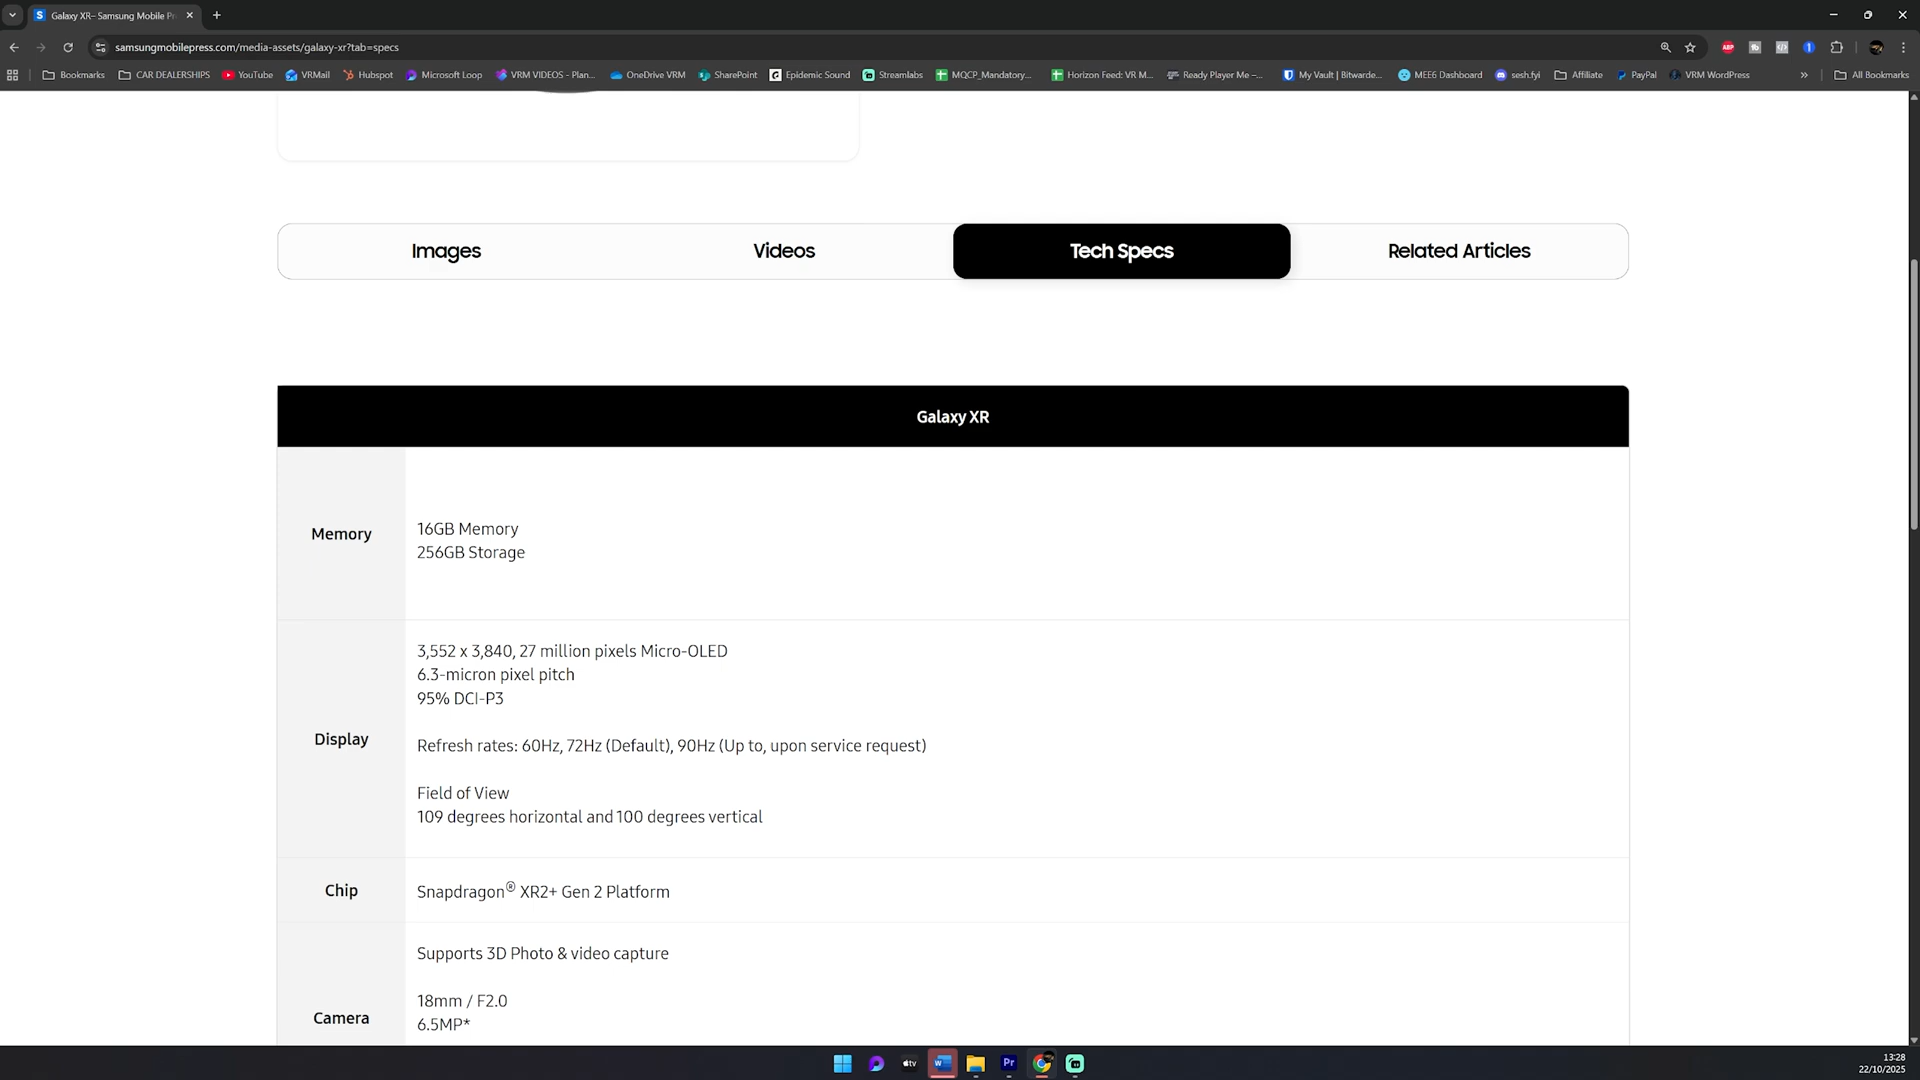 Galaxy XR– Samsung Mobile Pr
samsungmobilepress.com/media-assets/galaxy-xr?tab=specs
ABP
Bookmarks
CAR DEALERSHIPS
YouTube
VRMail
Hubspot
Microsoft Loop
VRM VIDEOS - Plan...
OneDrive VRM
SharePoint
Epidemic Sound
Streamlabs
MQCP_Mandatory...
Horizon Feed: VR M...
Ready Player Me –...
My Vault | Bitwarde...
MEE6 Dashboard
sesh.fyi
Affiliate
PayPal
VRM WordPress
»
All Bookmarks
Images
Videos
Tech Specs
Related Articles
Galaxy XR
Memory
16GB Memory
256GB Storage
Display
3,552 x 3,840, 27 million pixels Micro-OLED
6.3-micron pixel pitch
95% DCI-P3
Refresh rates: 60Hz, 72Hz (Default), 90Hz (Up to, upon service request)
Field of View
109 degrees horizontal and 100 degrees vertical
Chip
Snapdragon® XR2+ Gen 2 Platform
Camera
Supports 3D Photo & video capture
18mm / F2.0
6.5MP*
tv
W
Pr
13:28
22/10/2025